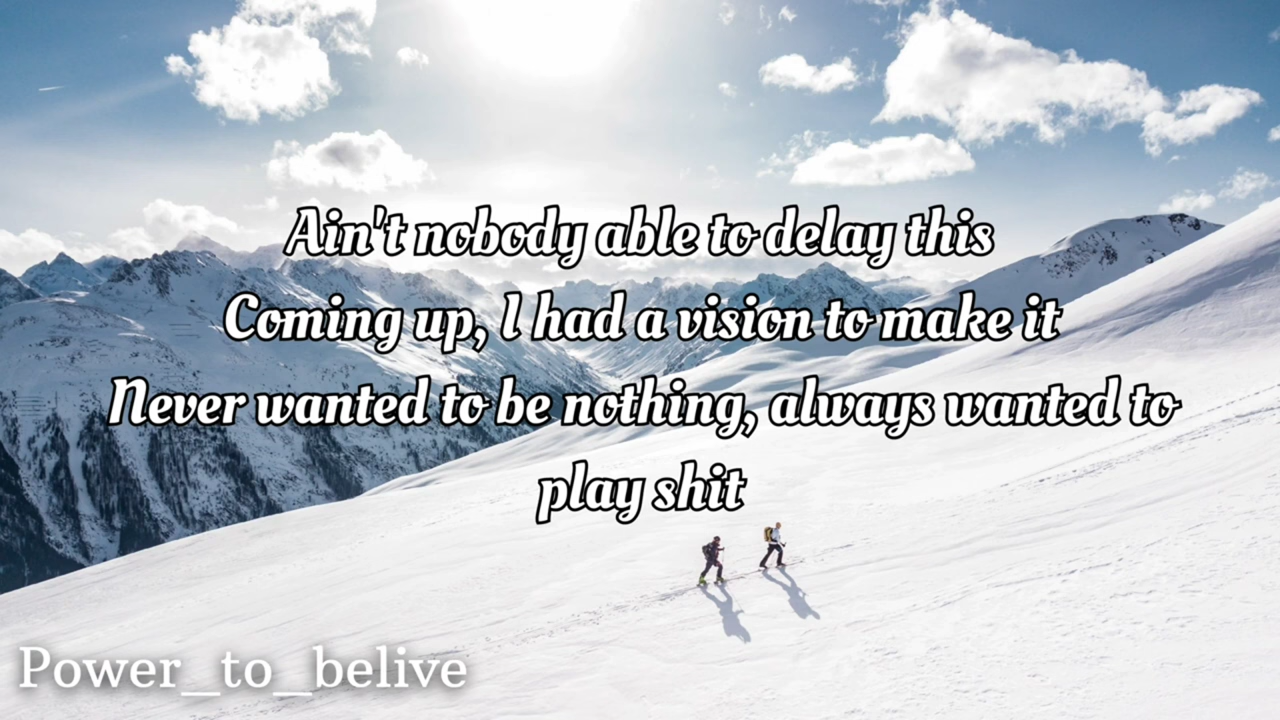 Ain't nobody able to delay this
Coming up, I had a vision to make it
Never wanted to be nothing, always wanted to
play shit
Power_to_belive